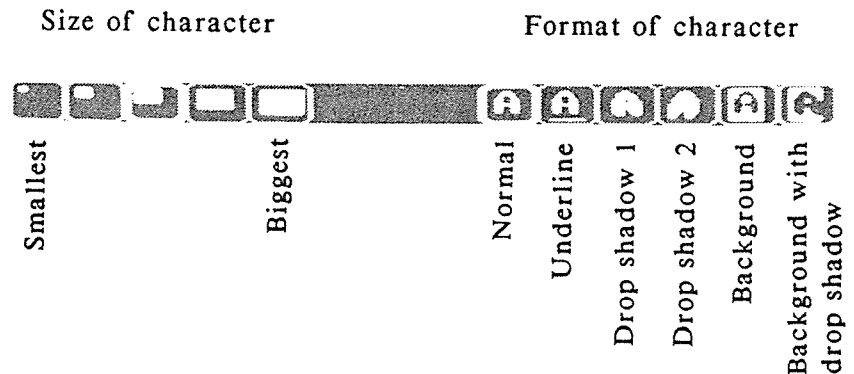 Size of character
Format of character
Smallest
Biggest
Normal
Underline
Drop shadow 1
Drop shadow 2
Background
Background with
drop shadow